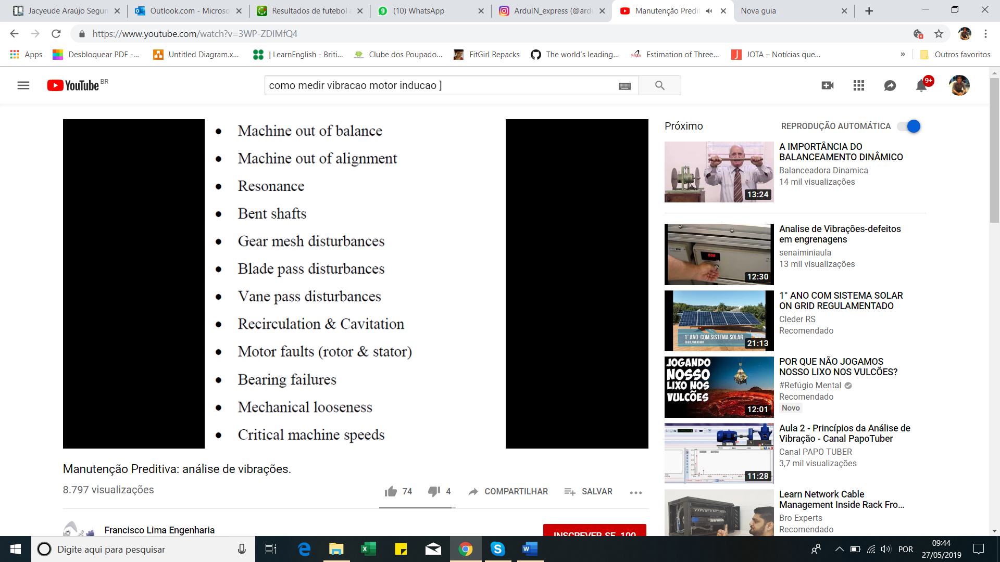 Jacyeude Araújo Segun
Outlook.com - Microso
Resultados de futebol a
(10) WhatsApp
ArduIN_express (@ardu
Manutenção Predit
Nova guia
https://www.youtube.com/watch?v=3WP-ZDIMfQ4
Apps
Desbloquear PDF -...
Untitled Diagram.x...
| LearnEnglish - Briti...
Clube dos Poupado...
FitGirl Repacks
The world's leading...
Estimation of Three...
JOTA – Notícias que...
»
Outros favoritos
YouTube BR
como medir vibracao motor inducao ]
9+
• Machine out of balance
• Machine out of alignment
• Resonance
• Bent shafts
• Gear mesh disturbances
• Blade pass disturbances
• Vane pass disturbances
• Recirculation & Cavitation
• Motor faults (rotor & stator)
• Bearing failures
• Mechanical looseness
• Critical machine speeds
Manutenção Preditiva: análise de vibrações.
8.797 visualizações
74
4
COMPARTILHAR
SALVAR
Francisco Lima Engenharia
INSCREVER-SE 100
Próximo
REPRODUÇÃO AUTOMÁTICA
13:24
A IMPORTÂNCIA DO
BALANCEAMENTO DINÂMICO
Balanceadora Dinamica
14 mil visualizações
12:30
Analise de Vibrações-defeitos
em engrenagens
senaiminiaula
13 mil visualizações
1° ANO COM SISTEMA SOLAR
REGULAMENTADO
21:13
1° ANO COM SISTEMA SOLAR
ON GRID REGULAMENTADO
Cleder RS
Recomendado
JOGANDO
NOSSO
LIXO NOS
VULCÕES
12:01
POR QUE NÃO JOGAMOS
NOSSO LIXO NOS VULCÕES?
#Refúgio Mental
Recomendado
Novo
11:28
Aula 2 - Princípios da Análise de
Vibração - Canal PapoTuber
Canal PAPO TUBER
3,7 mil visualizações
Learn Network Cable
Management Inside Rack Fro...
Bro Experts
Recomendado
Digite aqui para pesquisar
POR
09:44
27/05/2019